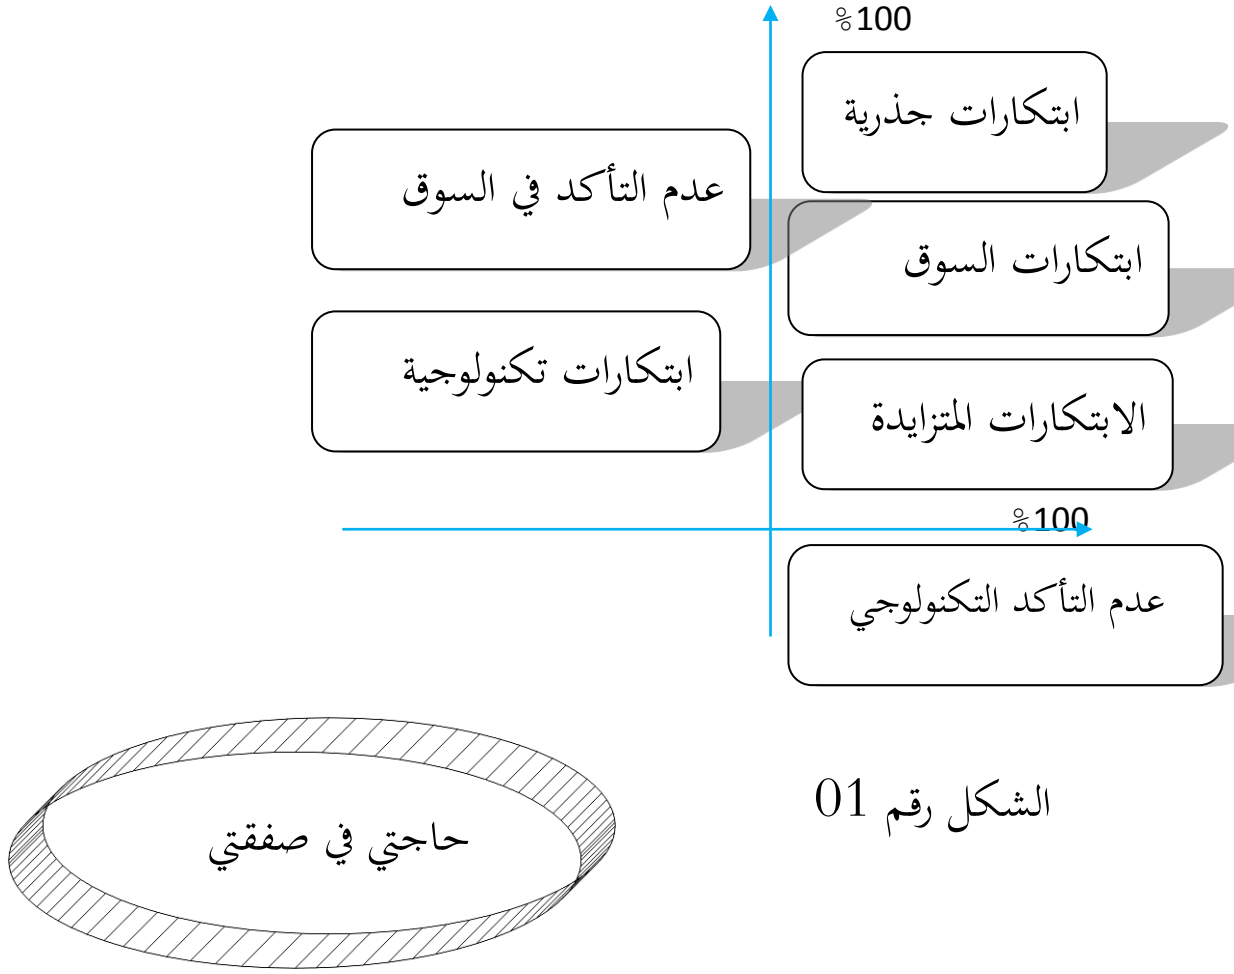 %100
ابتكارات جذرية
عدم التأكد في السوق
ابتكارات السوق
ابتكارات تكنولوجية
الابتكارات المتزايدة
%100
عدم التأكد التكنولوجي
الشكل رقم 01
حاجتي في صفقتي